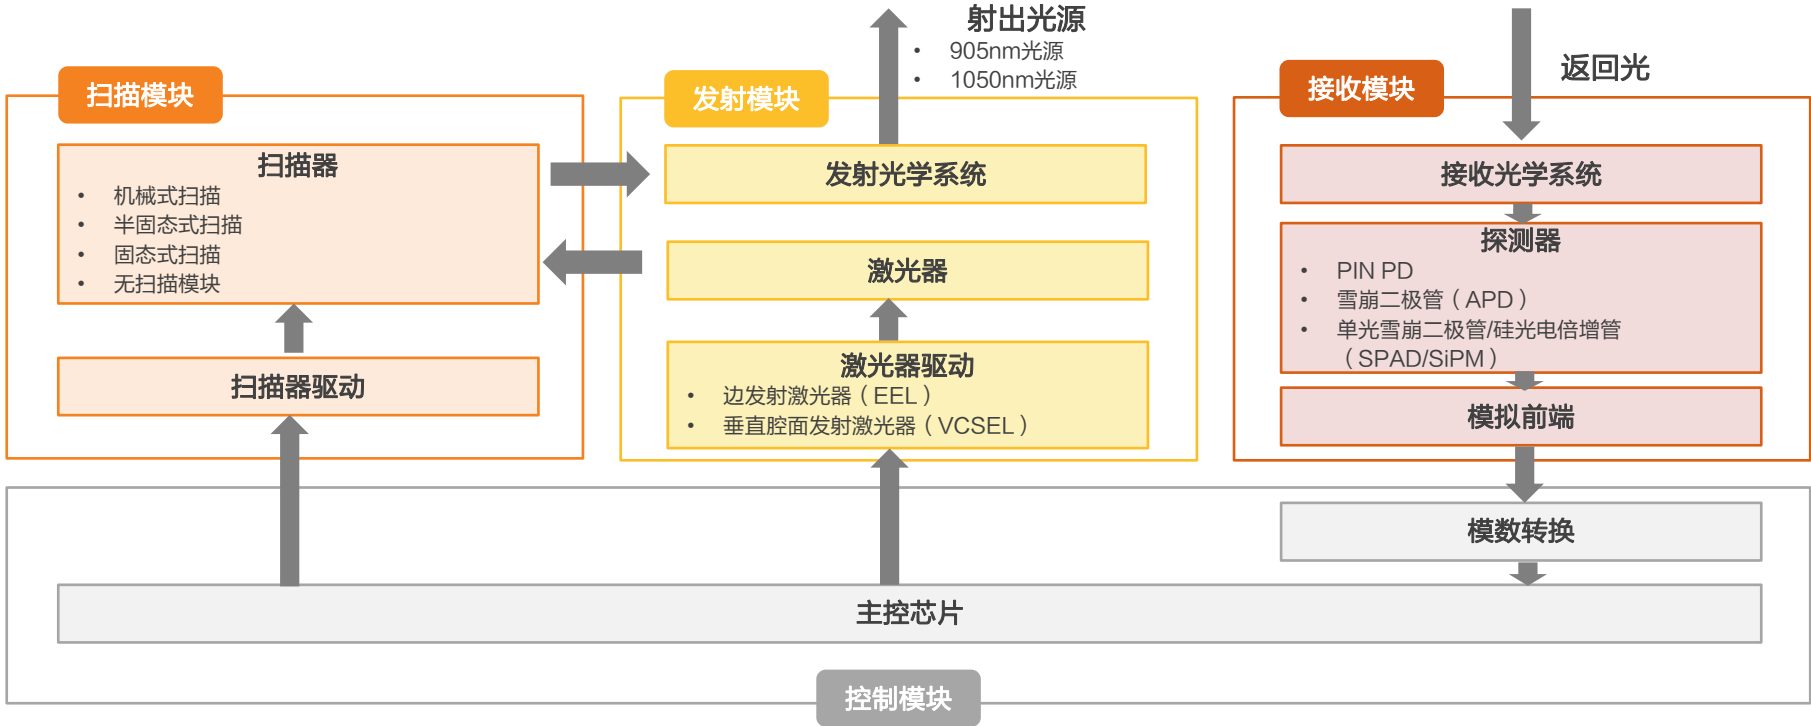 射出光源
• 905nm光源
• 1050nm光源
返回光
扫描模块
扫描器
• 机械式扫描
• 半固态式扫描
• 固态式扫描
• 无扫描模块
扫描器驱动
发射模块
发射光学系统
激光器
激光器驱动
• 边发射激光器（EEL）
• 垂直腔面发射激光器（VCSEL）
接收模块
接收光学系统
探测器
• PIN PD
• 雪崩二极管（APD）
• 单光雪崩二极管/硅光电倍增管
（SPAD/SiPM）
模拟前端
模数转换
主控芯片
控制模块